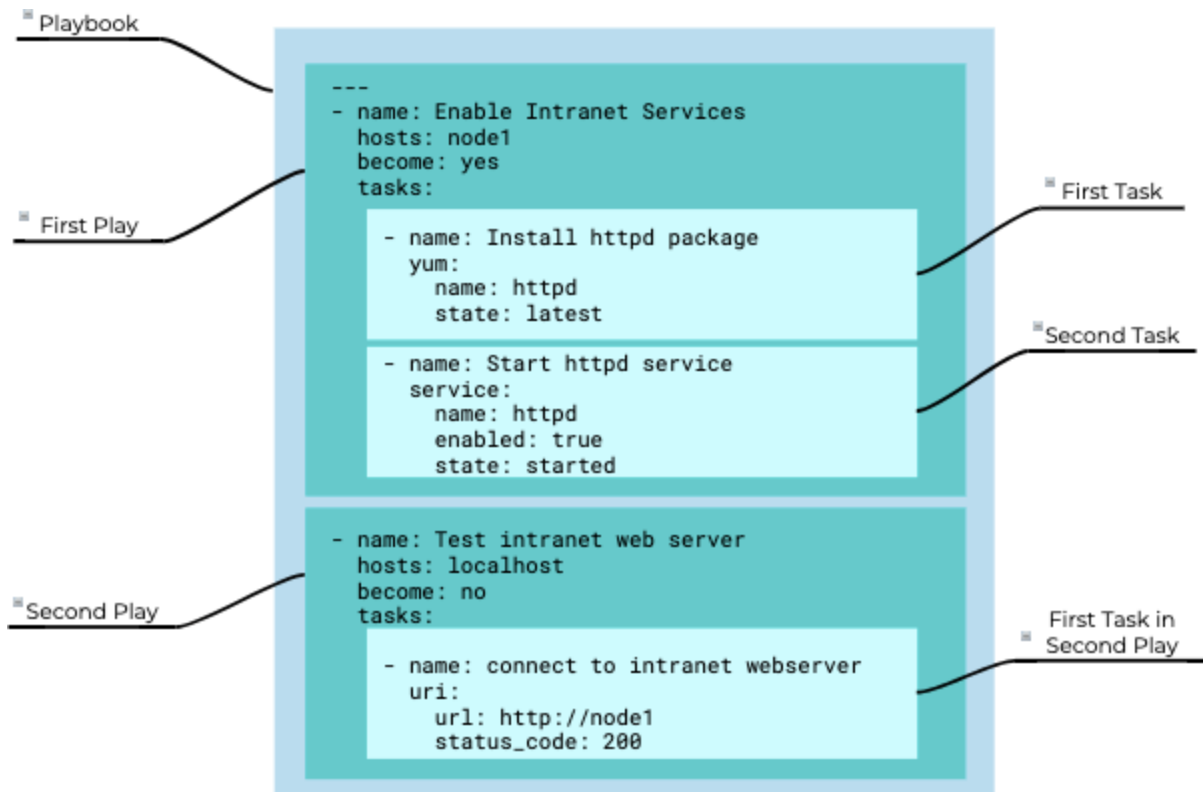 Playbook
---
- name: Enable Intranet Services
  hosts: node1
  become: yes
  tasks:
First Play
First Task
    - name: Install httpd package
      yum:
        name: httpd
        state: latest
Second Task
    - name: Start httpd service
      service:
        name: httpd
        enabled: true
        state: started
- name: Test intranet web server
  hosts: localhost
  become: no
  tasks:
Second Play
First Task in
Second Play
    - name: connect to intranet webserver
      uri:
        url: http://node1
        status_code: 200